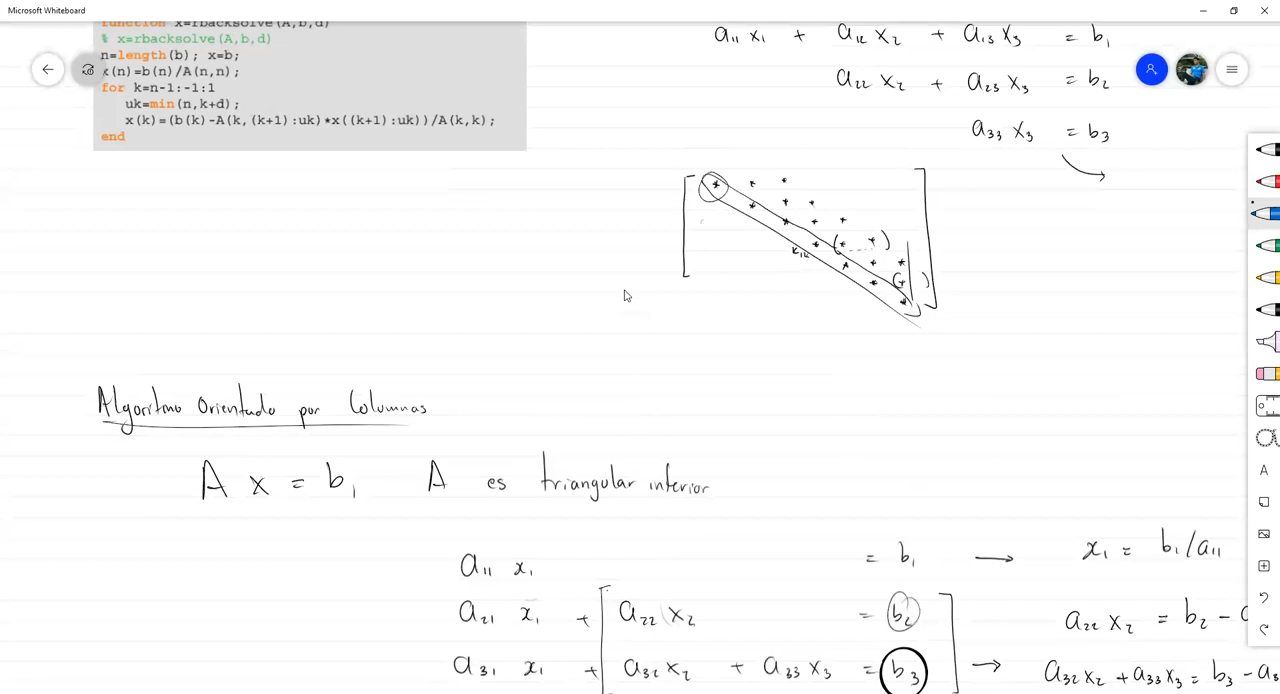 Microsoft Whiteboard
function x=rbacksolve(A,b,d)
% x=rbacksolve(A,b,d)
n=length(b); x=b;
x(n)=b(n)/A(n,n);
for k=n-1:-1:1
uk=min(n,k+d);
x(k)=(b(k)-A(k,(k+1):uk)*x((k+1):uk))/A(k,k);
end
a₁₁ x₁ + a₁₂ x₂ + a₁₃ x₃ = b₁
a₂₂ x₂ + a₂₃ x₃ = b₂
a₃₃ x₃ = b₃
Algoritmo Orientado por Columnas
A x = b, A es triangular inferior
a₁₁ x₁ = b₁ → x₁ = b₁/a₁₁
a₂₁ x₁ + [ a₂₂ x₂ = b₂ ] a₂₂ x₂ = b₂ -
a₃₁ x₁ + [ a₃₂ x₂ + a₃₃ x₃ = b₃ ] → a₃₂x₂ + a₃₃ x₃ = b₃ - a₃